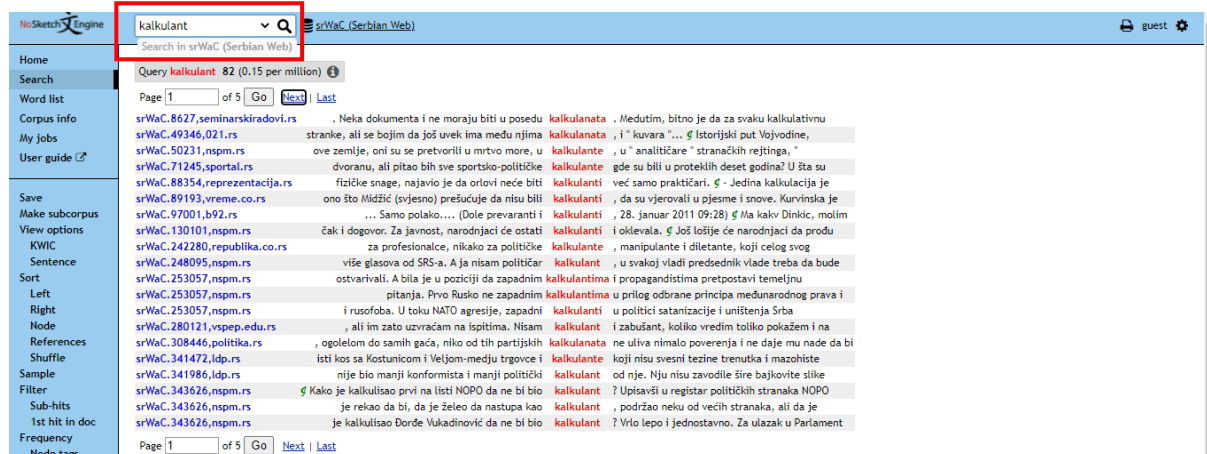 NoSketch Engine
kalkulant
srWaC (Serbian Web)
guest
Search in srWaC (Serbian Web)
Home
Search
Word list
Corpus info
My jobs
User guide
Save
Make subcorpus
View options
KWIC
Sentence
Sort
Left
Right
Node
References
Shuffle
Sample
Filter
Sub-hits
1st hit in doc
Frequency
Node tags
Query kalkulant 82 (0.15 per million)
Page 1 of 5 Go Next | Last
srWaC.8627,seminarskiradovi.rs . Neka dokumenta i ne moraju biti u posedu kalkulanata . Medutim, bitno je da za svaku kalkulativnu
srWaC.49346,021.rs stranke, ali se bojim da još uvek ima među njima kalkulanata , i " kuvara "... Istorijski put Vojvodine,
srWaC.50231,nspm.rs ove zemlje, oni su se pretvorili u mrtvo more, u kalkulante , u " analitičare " stranačkih rejtinga, "
srWaC.71245,sportal.rs dvoranu, ali pitao bih sve sportsko-političke kalkulante gde su bili u proteklih deset godina? U šta su
srWaC.88354,reprezentacija.rs fizičke snage, najavio je da orlovi neće biti kalkulanti već samo praktičari. - Jedina kalkulacija je
srWaC.89193,vreme.co.rs ono što Midžić (svjesno) prešućuje da nisu bili kalkulanti , da su vjerovali u pjesme i snove. Kurvinska je
srWaC.97001,b92.rs ... Samo polako.... (Dole prevaranti i kalkulanti , 28. januar 2011 09:28) Ma kakv Dinkic, molim
srWaC.130101,nspm.rs čak i dogovor. Za javnost, narodnjaci će ostati kalkulanti i oklevala. Još lošije će narodnjaci da prođu
srWaC.242280,republika.co.rs za profesionalce, nikako za političke kalkulante , manipulante i diletante, koji celog svog
srWaC.248095,nspm.rs više glasova od SRS-a. A ja nisam političar kalkulant , u svakoj vladi predsednik vlade treba da bude
srWaC.253057,nspm.rs ostvarivali. A bila je u poziciji da zapadnim kalkulantima i propagandistima pretpostavi temeljnu
srWaC.253057,nspm.rs pitanja. Prvo Rusko ne zapadnim kalkulantima u prilog odbrane principa međunarodnog prava i
srWaC.253057,nspm.rs i rusofoba. U toku NATO agresije, zapadni kalkulanti u politici satanizacije i uništenja Srba
srWaC.280121,vspep.edu.rs , ali im zato uzvraćam na ispitima. Nisam kalkulant i zabušant, koliko vredim toliko pokažem i na
srWaC.308446,politika.rs , ogolelom do samih gaća, niko od tih partijskih kalkulanata ne uliva nimalo poverenja i ne daje mu nade da bi
srWaC.341472,ldp.rs isti kos sa Kostunicom i Veljom-medju trgovce i kalkulante koji nisu svesni tezine trenutka i mazohiste
srWaC.341986,ldp.rs nije bio manji konformista i manji politički kalkulant od nje. Nju nisu zavodile šire bajkovite slike
srWaC.343626,nspm.rs Kako je kalkulisao prvi na listi NOPO da ne bi bio kalkulant ? Upisavši u registar političkih stranaka NOPO
srWaC.343626,nspm.rs je rekao da bi, da je želeo da nastupa kao kalkulant , podržao neku od većih stranaka, ali da je
srWaC.343626,nspm.rs je kalkulisao Đorđe Vukadinović da ne bi bio kalkulant ? Vrlo lepo i jednostavno. Za ulazak u Parlament
Page 1 of 5 Go Next | Last